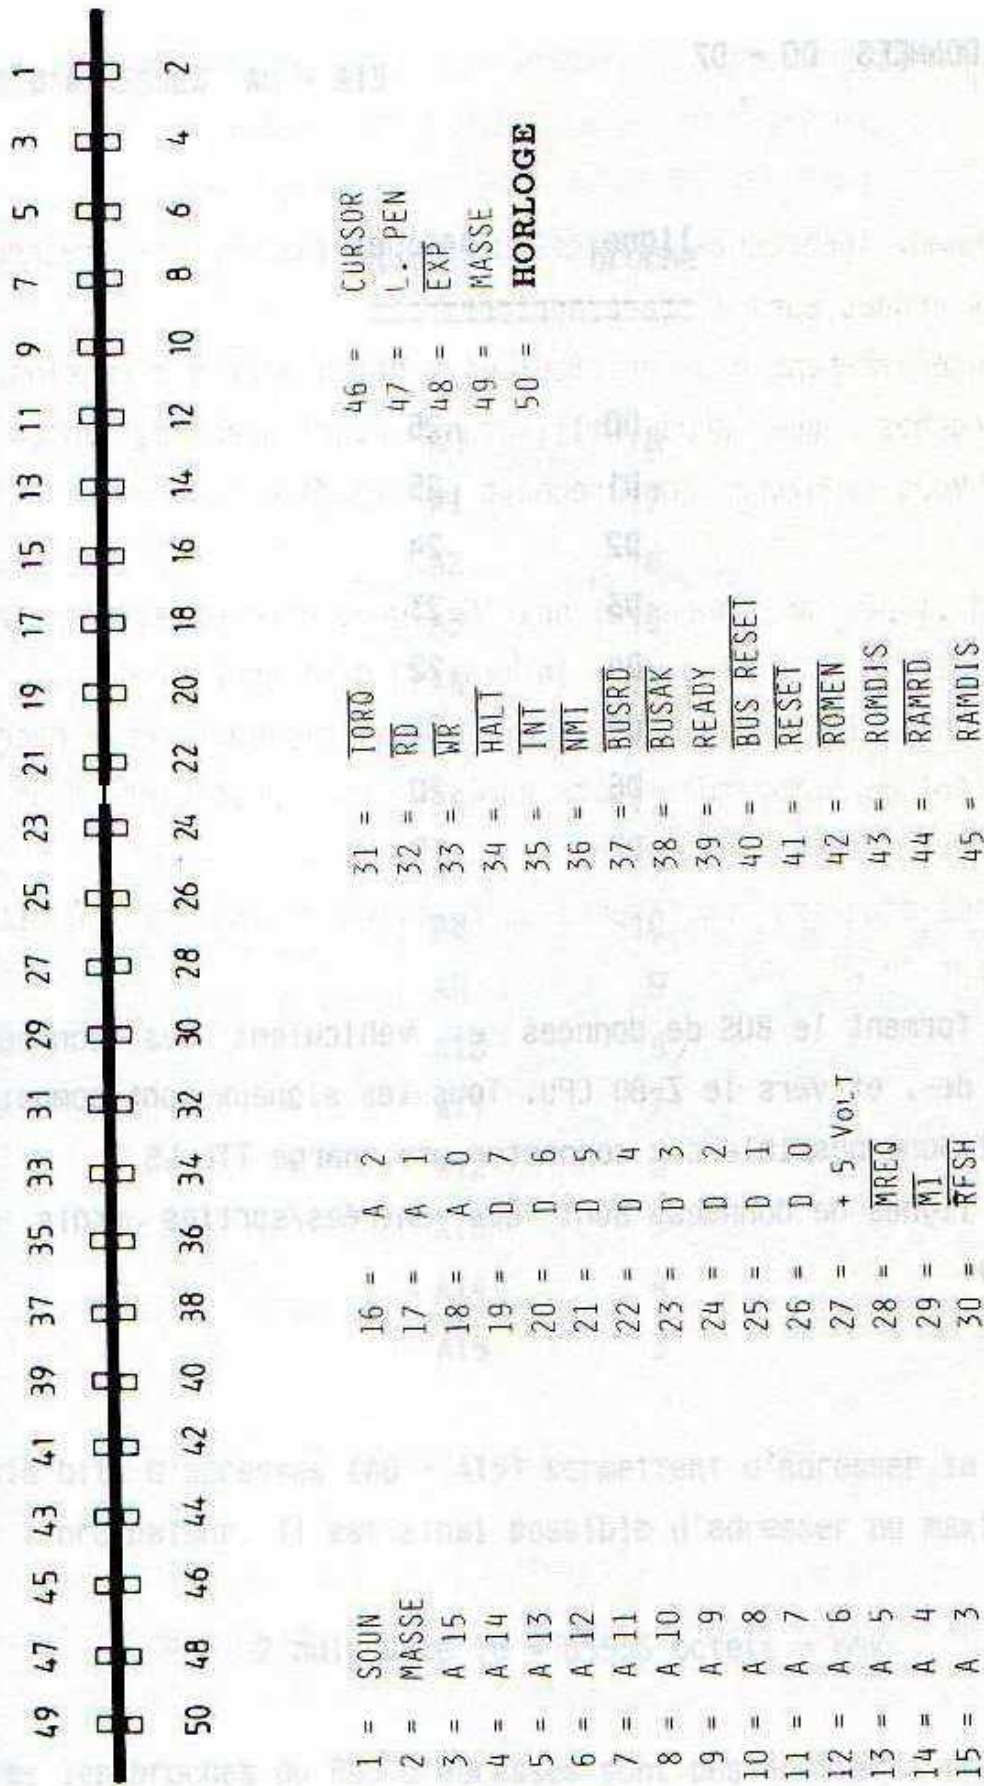 49 47 45 43 41 39 37 35 33 31 29 27 25 23 21 19 17 15 13 11 9 7 5 3 1
50 48 46 44 42 40 38 36 34 32 30 28 26 24 22 20 18 16 14 12 10 8 6 4 2
1 = SOUN
2 = MASSE
3 = A 15
4 = A 14
5 = A 13
6 = A 12
7 = A 11
8 = A 10
9 = A 9
10 = A 8
11 = A 7
12 = A 6
13 = A 5
14 = A 4
15 = A 3
16 = A 2
17 = A 1
18 = A 0
19 = D 7
20 = D 6
21 = D 5
22 = D 4
23 = D 3
24 = D 2
25 = D 1
26 = D 0
27 = + 5 VoLT
28 = MREQ
29 = M1
30 = RFSH
31 = IORQ
32 = RD
33 = WR
34 = HALT
35 = INT
36 = NMI
37 = BUSRD
38 = BUSAK
39 = READY
40 = BUS RESET
41 = RESET
42 = ROMEN
43 = ROMDIS
44 = RAMRD
45 = RAMDIS
46 = CURSOR
47 = L. PEN
48 = EXP
49 = MASSE
50 = HORLOGE